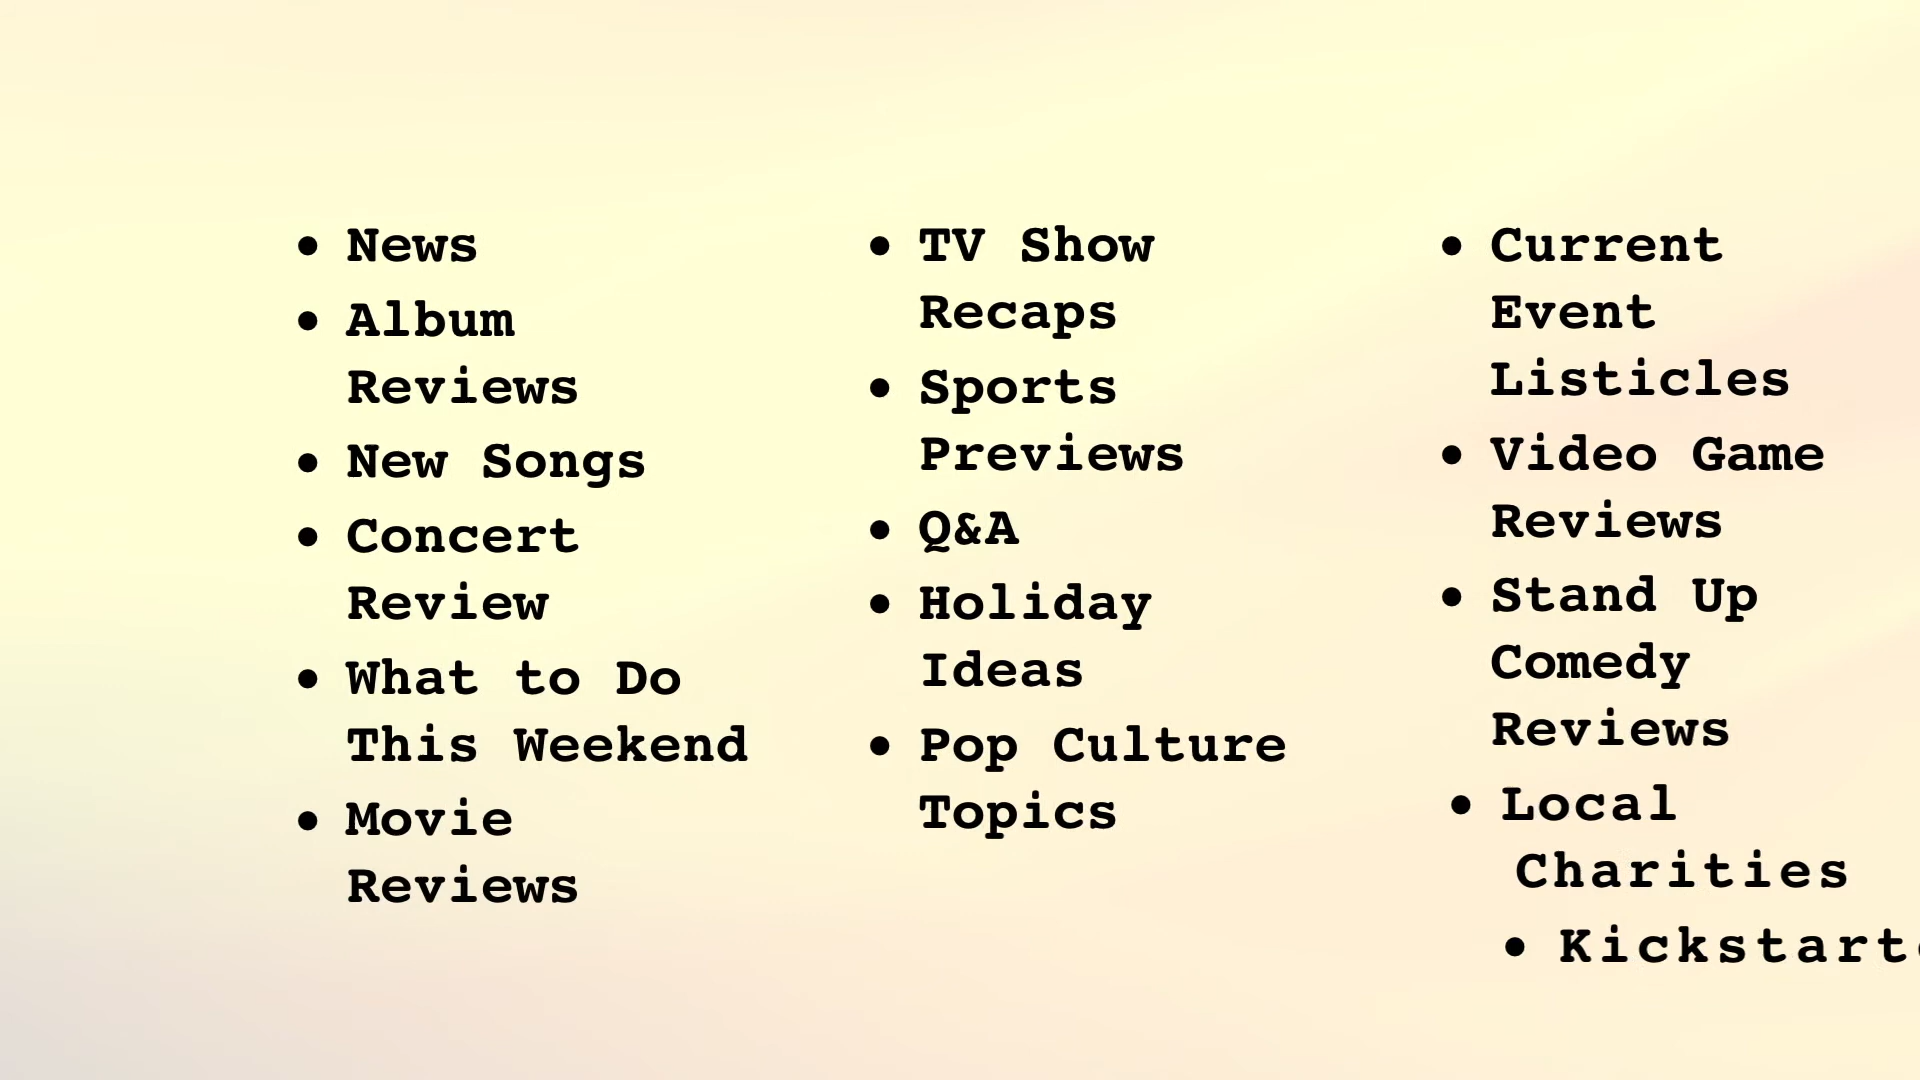 • News
• Album
Reviews
• New Songs
• Concert
Review
• What to Do
This Weekend
• Movie
Reviews
• TV Show
Recaps
• Sports
Previews
• Q&A
• Holiday
Ideas
• Pop Culture
Topics
• Current
Event
Listicles
• Video Game
Reviews
• Stand Up
Comedy
Reviews
• Local
Charities